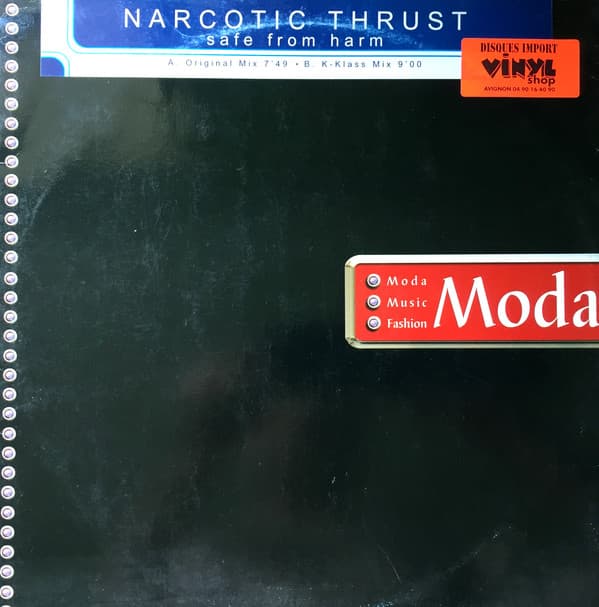 NARCOTIC THRUST
safe from harm
A. Original Mix 7'49 • B. K-Klass Mix 9'00
DISQUES IMPORT
VINYL
shop
AVIGNON 04 90 16 40 90
Moda
Music
Fashion
Moda